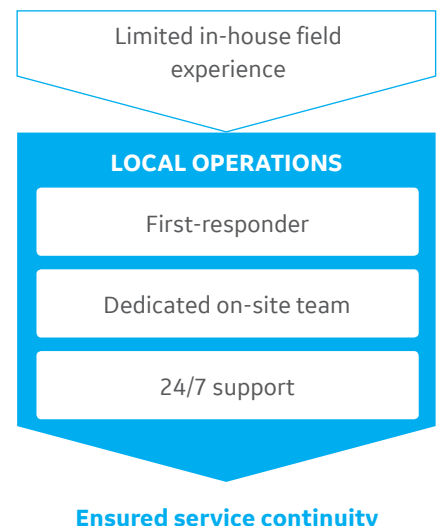 Limited in-house field
experience
LOCAL OPERATIONS
First-responder
Dedicated on-site team
24/7 support
Ensured service continuity